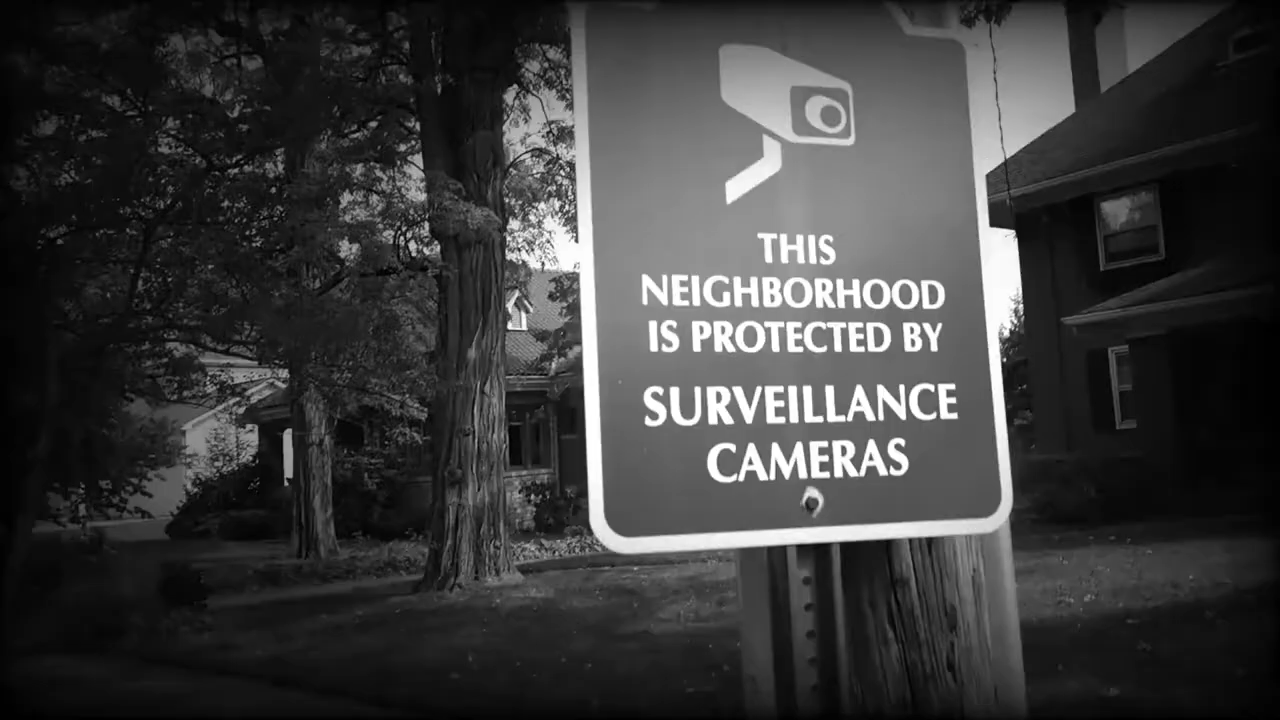 THIS
NEIGHBORHOOD
IS PROTECTED BY
SURVEILLANCE
CAMERAS